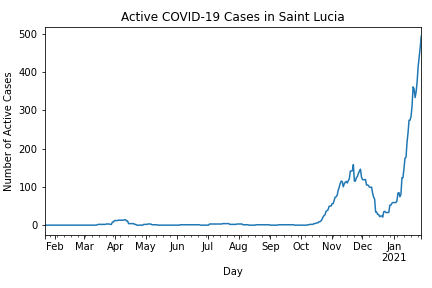 Active COVID-19 Cases in Saint Lucia
Number of Active Cases
500
400
300
200
100
0
Feb Mar Apr May Jun Jul Aug Sep Oct Nov Dec Jan
2021
Day